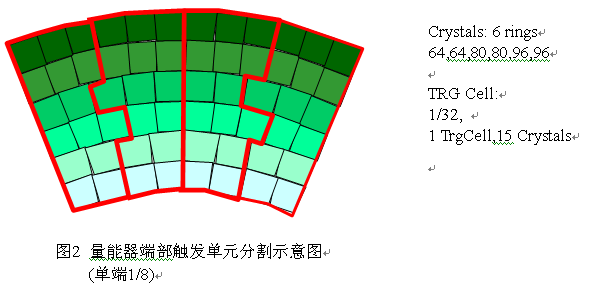 Crystals: 6 rings
64,64,80,80,96,96
TRG Cell:
1/32,
1 TrgCell,15 Crystals
图2 量能器端部触发单元分割示意图
(单端1/8)